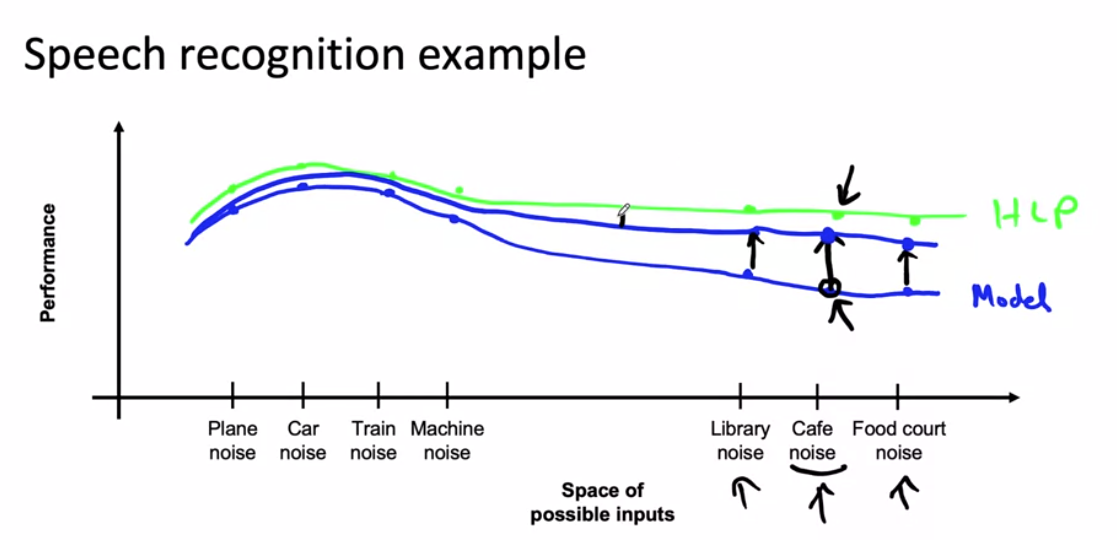 Speech recognition example
Performance
HLP
Model
Plane noise
Car noise
Train noise
Machine noise
Library noise
Cafe noise
Food court noise
Space of
possible inputs